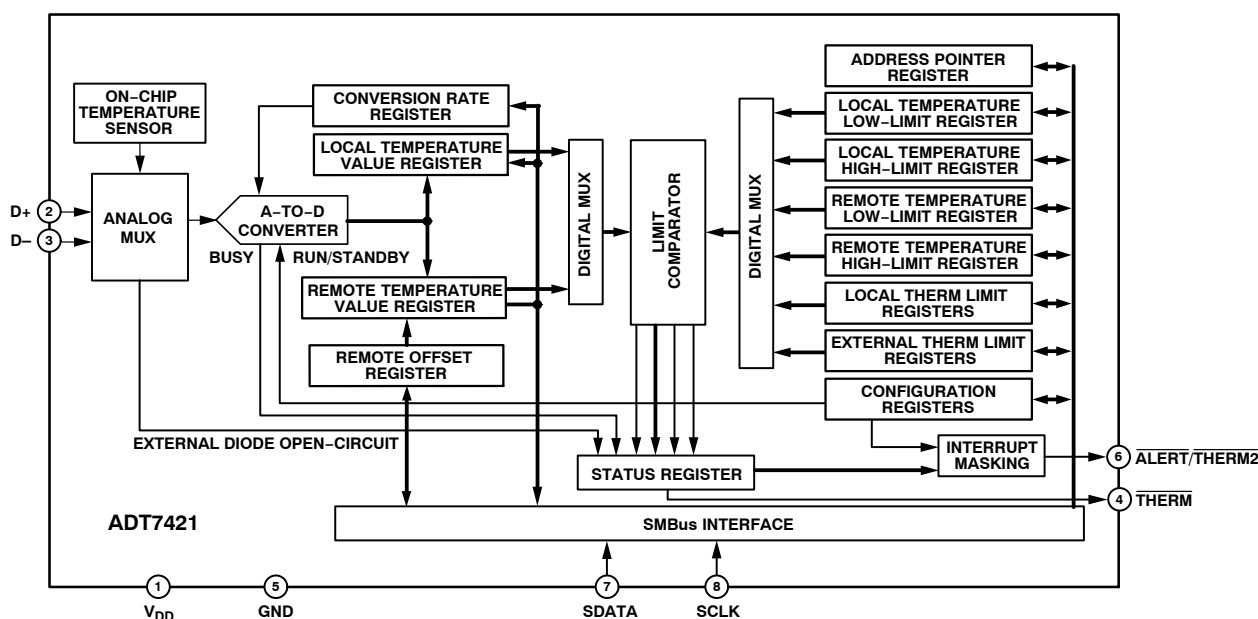 ON–CHIP
TEMPERATURE
SENSOR
CONVERSION RATE
REGISTER
LOCAL TEMPERATURE
VALUE REGISTER
D+
2
D–
3
ANALOG
MUX
A–TO–D
CONVERTER
BUSY
RUN/STANDBY
REMOTE TEMPERATURE
VALUE REGISTER
REMOTE OFFSET
REGISTER
DIGITAL MUX
LIMIT
COMPARATOR
DIGITAL MUX
ADDRESS POINTER
REGISTER
LOCAL TEMPERATURE
LOW–LIMIT REGISTER
LOCAL TEMPERATURE
HIGH–LIMIT REGISTER
REMOTE TEMPERATURE
LOW–LIMIT REGISTER
REMOTE TEMPERATURE
HIGH–LIMIT REGISTER
LOCAL THERM LIMIT
REGISTERS
EXTERNAL THERM LIMIT
REGISTERS
CONFIGURATION
REGISTERS
EXTERNAL DIODE OPEN–CIRCUIT
STATUS REGISTER
INTERRUPT
MASKING
6
ALERT/THERM2
4
THERM
ADT7421
SMBus INTERFACE
1
VDD
5
GND
7
SDATA
8
SCLK